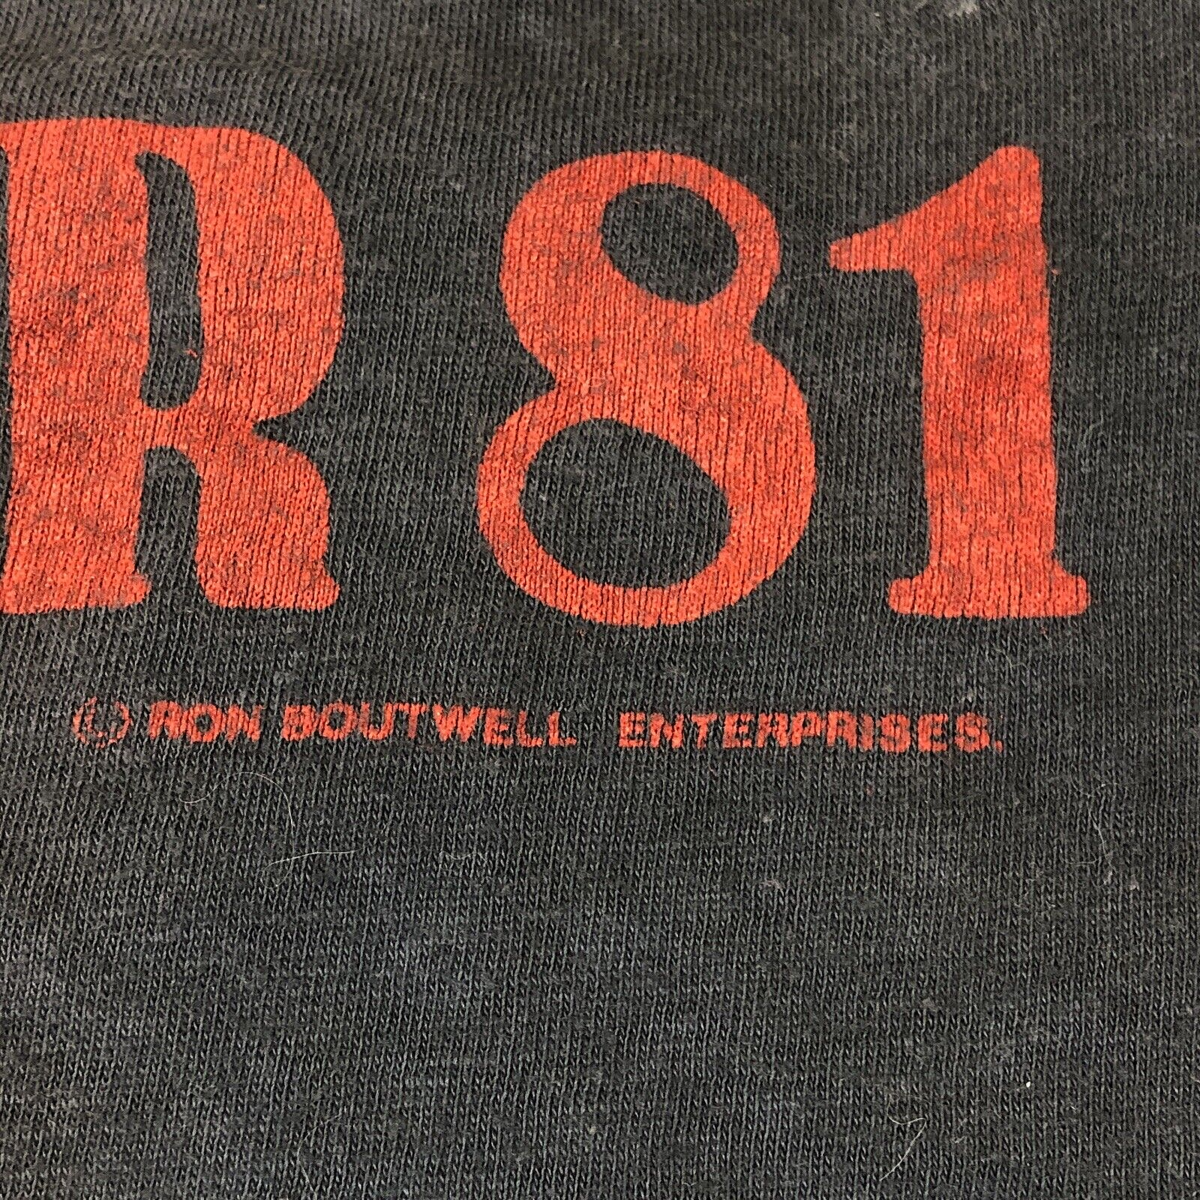 R 81
© RON BOUTWELL ENTERPRISES.